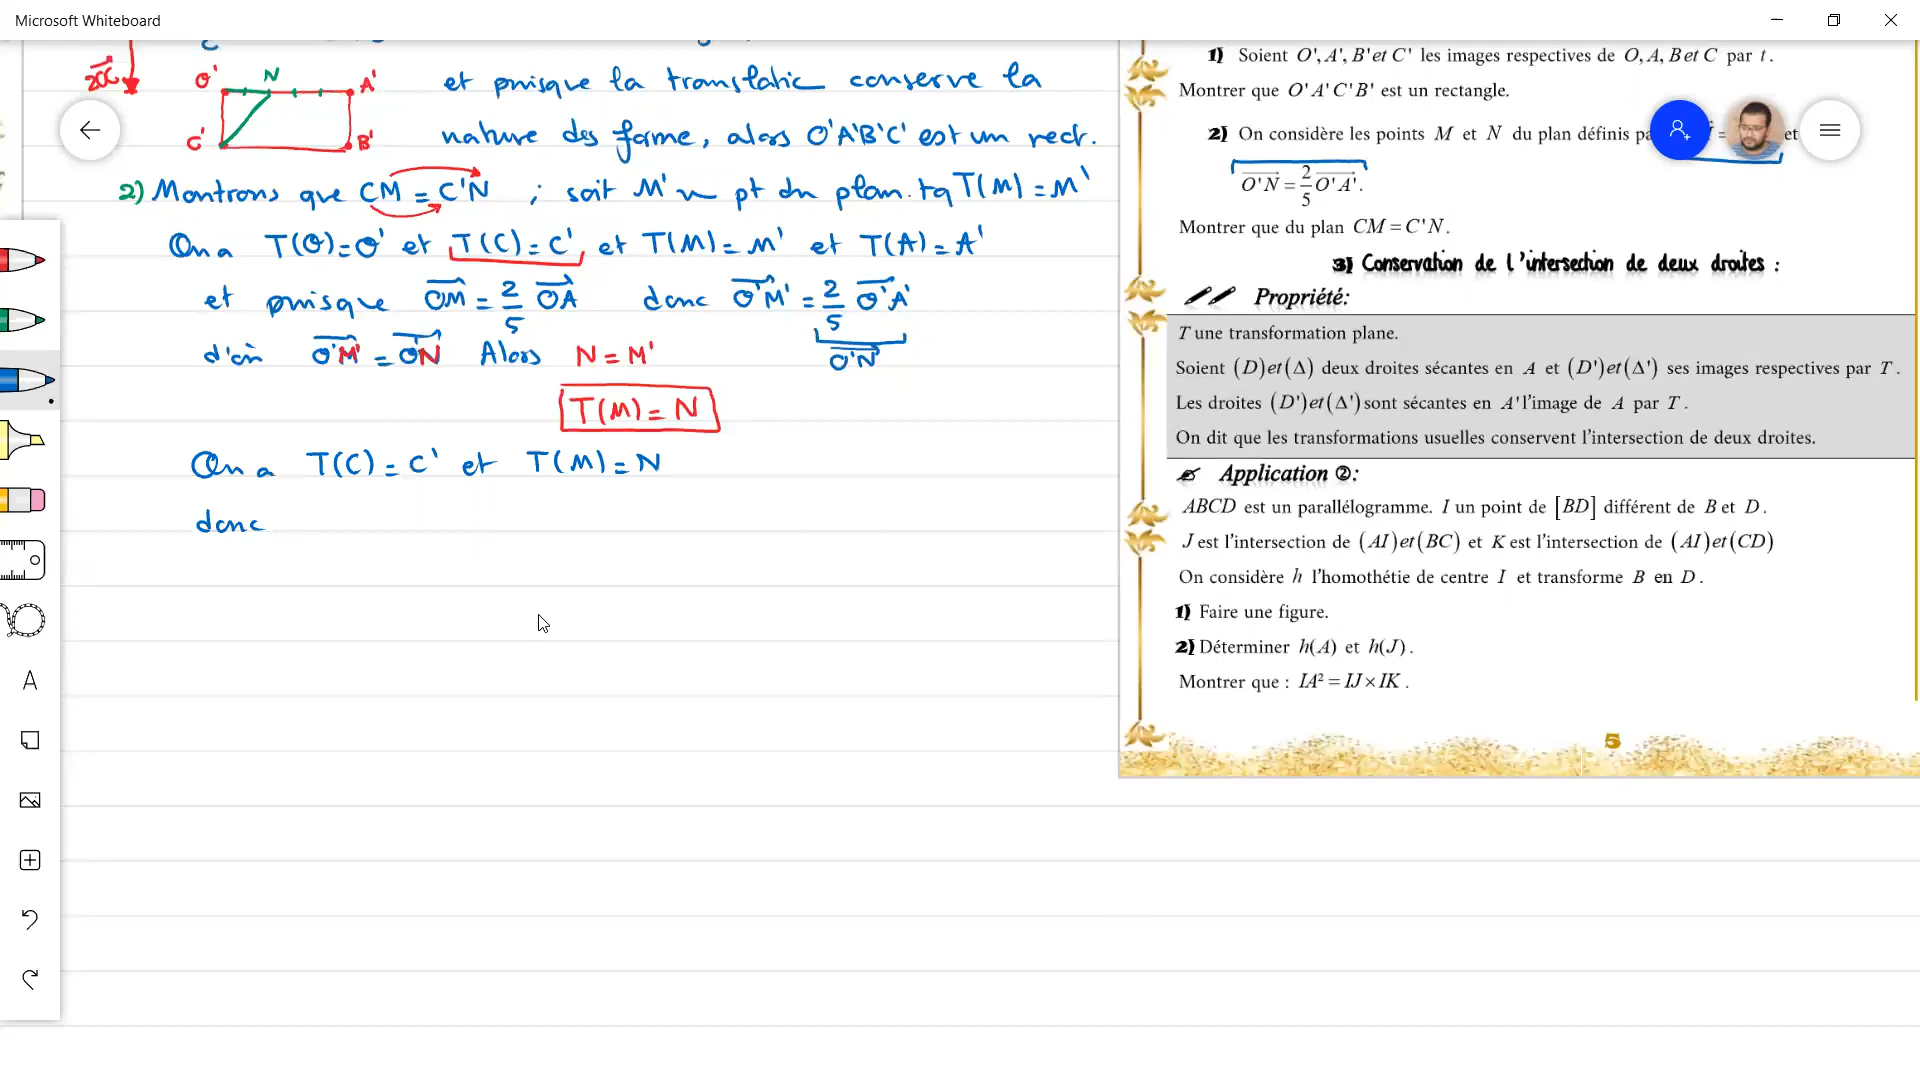 Microsoft Whiteboard
2OC
O' N A'
C' B'
et puisque la translatic conserve la
nature des forme, alors O'A'B'C' est un rect.
2) Montrons que CM = C'N ; soit M' un pt du plan. tq T(M) = M'
On a T(O) = O' et T(C) = C' et T(M) = M' et T(A) = A'
et puisque OM = 2/5 OA donc O'M' = 2/5 O'A'
O'N
d'où O'M' = O'N Alors N = M'
T(M) = N
On a T(C) = C' et T(M) = N
donc
1) Soient O', A', B' et C' les images respectives de O, A, B et C par t.
Montrer que O'A'C'B' est un rectangle.
2) On considère les points M et N du plan définis et
O'N = 2/5 O'A'.
Montrer que du plan CM = C'N.
3) Conservation de l'intersection de deux droites :
Propriété:
T une transformation plane.
Soient (D) et (Δ) deux droites sécantes en A et (D') et (Δ') ses images respectives par T.
Les droites (D') et (Δ') sont sécantes en A' l'image de A par T.
On dit que les transformations usuelles conservent l'intersection de deux droites.
Application ②:
ABCD est un parallélogramme. I un point de [BD] différent de B et D.
J est l'intersection de (AI) et (BC) et K est l'intersection de (AI) et (CD)
On considère h l'homothétie de centre I et transforme B en D.
1) Faire une figure.
2) Déterminer h(A) et h(J).
Montrer que : IA² = IJ × IK.
5